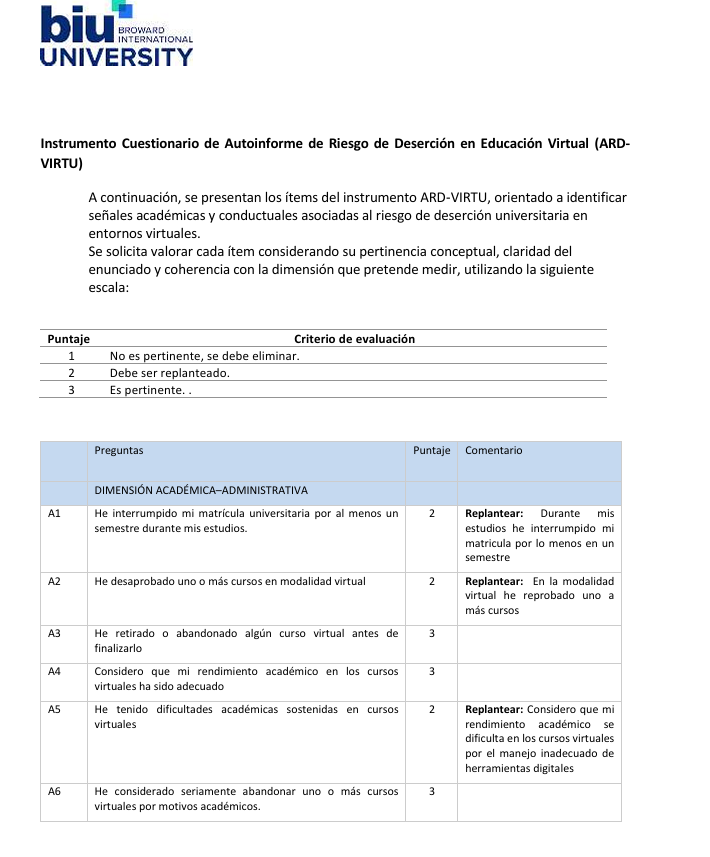 biu BROWARD
INTERNATIONAL
UNIVERSITY
Instrumento Cuestionario de Autoinforme de Riesgo de Deserción en Educación Virtual (ARD-
VIRTU)
A continuación, se presentan los ítems del instrumento ARD-VIRTU, orientado a identificar
señales académicas y conductuales asociadas al riesgo de deserción universitaria en
entornos virtuales.
Se solicita valorar cada ítem considerando su pertinencia conceptual, claridad del
enunciado y coherencia con la dimensión que pretende medir, utilizando la siguiente
escala:
Puntaje Criterio de evaluación
1 No es pertinente, se debe eliminar.
2 Debe ser replanteado.
3 Es pertinente. .
Preguntas Puntaje Comentario
DIMENSIÓN ACADÉMICA–ADMINISTRATIVA
A1 He interrumpido mi matrícula universitaria por al menos un 2 Replantear: Durante mis
semestre durante mis estudios. estudios he interrumpido mi
matricula por lo menos en un
semestre
A2 He desaprobado uno o más cursos en modalidad virtual 2 Replantear: En la modalidad
virtual he reprobado uno a
más cursos
A3 He retirado o abandonado algún curso virtual antes de 3
finalizarlo
A4 Considero que mi rendimiento académico en los cursos 3
virtuales ha sido adecuado
A5 He tenido dificultades académicas sostenidas en cursos 2 Replantear: Considero que mi
virtuales rendimiento académico se
dificulta en los cursos virtuales
por el manejo inadecuado de
herramientas digitales
A6 He considerado seriamente abandonar uno o más cursos 3
virtuales por motivos académicos.